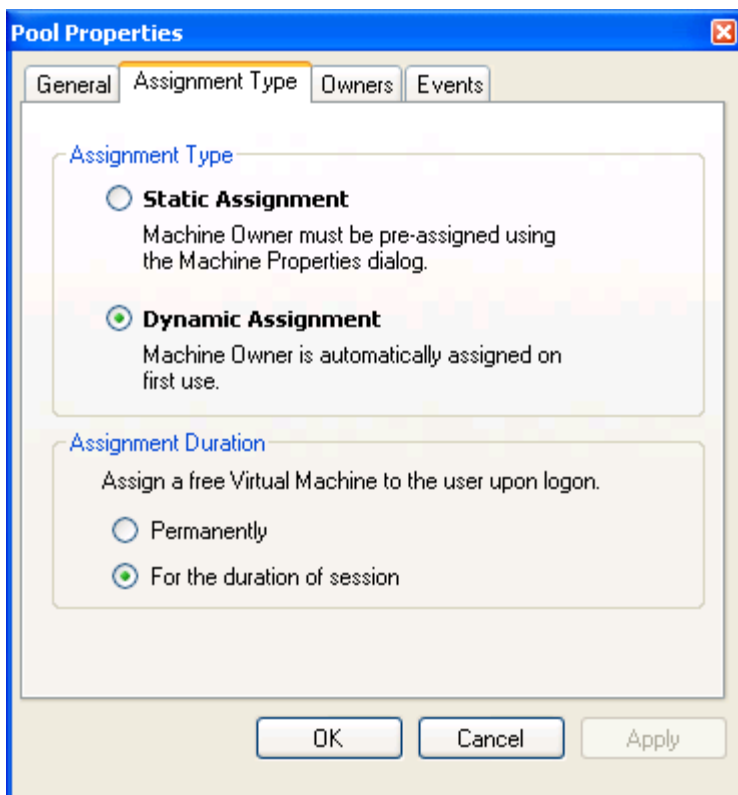 Pool Properties
General Assignment Type Owners Events
Assignment Type
Static Assignment
Machine Owner must be pre-assigned using
the Machine Properties dialog.
Dynamic Assignment
Machine Owner is automatically assigned on
first use.
Assignment Duration
Assign a free Virtual Machine to the user upon logon.
Permanently
For the duration of session
OK Cancel Apply